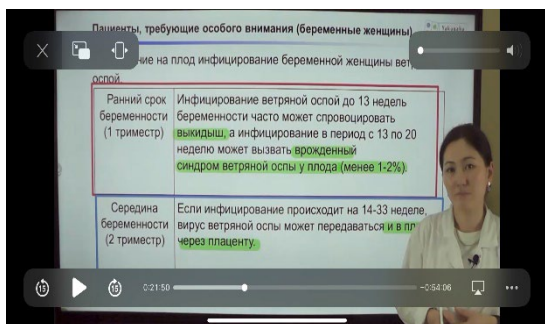 Пациенты, требующие особого внимания (беременные женщины)
на плод инфицирование беременной женщины
оспой.
Ранний срок
беременности
(1 триместр)
Инфицирование ветряной оспой до 13 недель
беременности часто может спровоцировать
выкидыш, а инфицирование в период с 13 по 20
неделю может вызвать врожденный
синдром ветряной оспы у плода (менее 1-2%)
Середина
беременности
(2 триместр)
Если инфицирование происходит на 14-33 неделе,
вирус ветряной оспы может передаваться и в
через плаценту.
15
15
0:21:50
-0:54:06